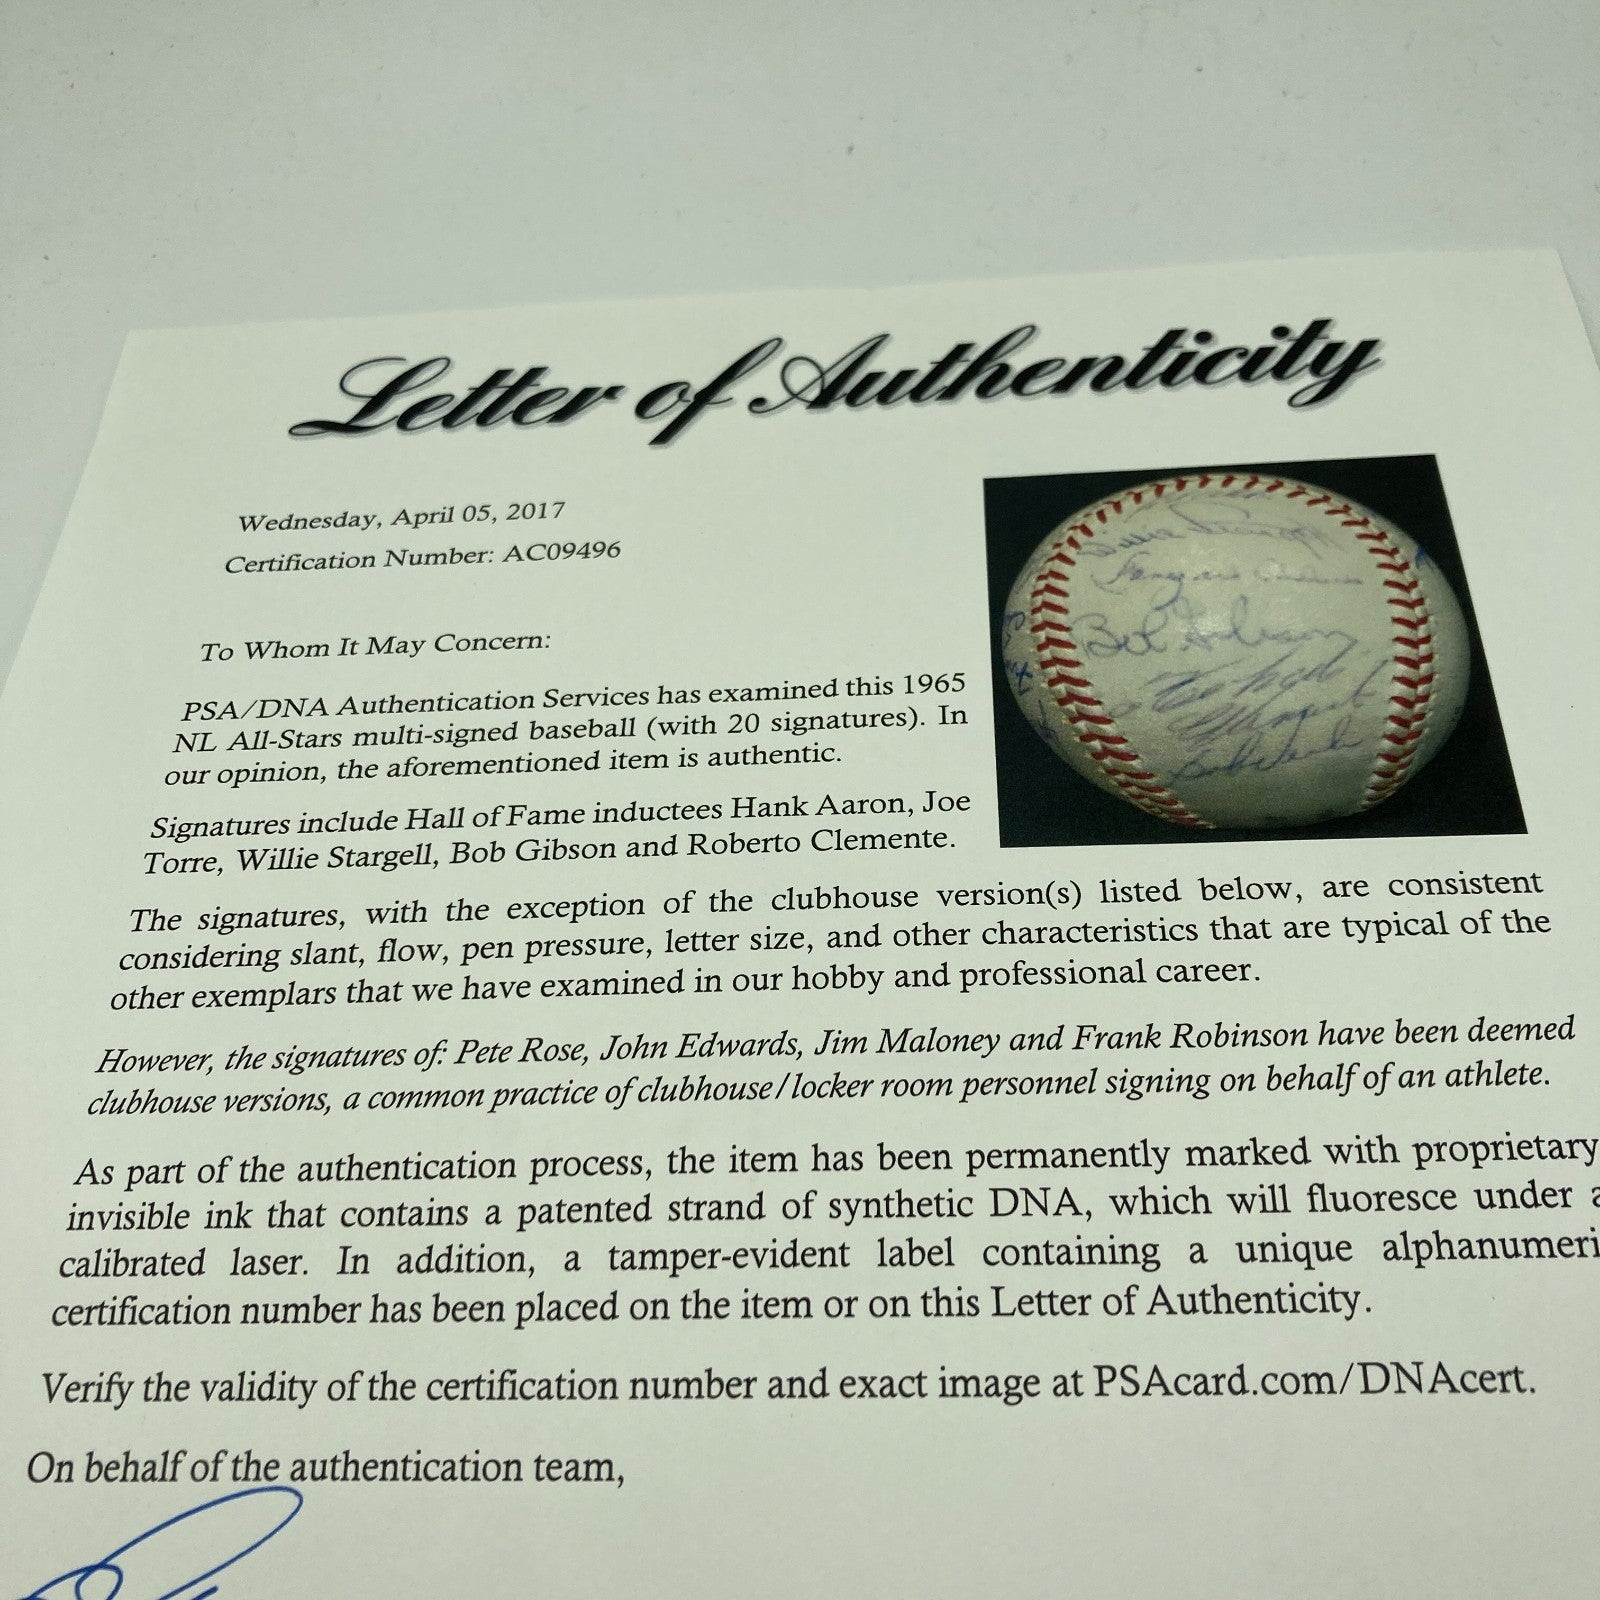 Letter of Authenticity
Wednesday, April 05, 2017
Certification Number: AC09496
To Whom It May Concern:
PSA/DNA Authentication Services has examined this 1965
NL All-Stars multi-signed baseball (with 20 signatures). In
our opinion, the aforementioned item is authentic.
Signatures include Hall of Fame inductees Hank Aaron, Joe
Torre, Willie Stargell, Bob Gibson and Roberto Clemente.
Bob Gibson
The signatures, with the exception of the clubhouse version(s) listed below, are consistent
considering slant, flow, pen pressure, letter size, and other characteristics that are typical of the
other exemplars that we have examined in our hobby and professional career.
However, the signatures of: Pete Rose, John Edwards, Jim Maloney and Frank Robinson have been deemed
clubhouse versions, a common practice of clubhouse/locker room personnel signing on behalf of an athlete.
As part of the authentication process, the item has been permanently marked with proprietary
invisible ink that contains a patented strand of synthetic DNA, which will fluoresce under a
calibrated laser. In addition, a tamper-evident label containing a unique alphanumeri
certification number has been placed on the item or on this Letter of Authenticity.
Verify the validity of the certification number and exact image at PSAcard.com/DNAcert.
On behalf of the authentication team,